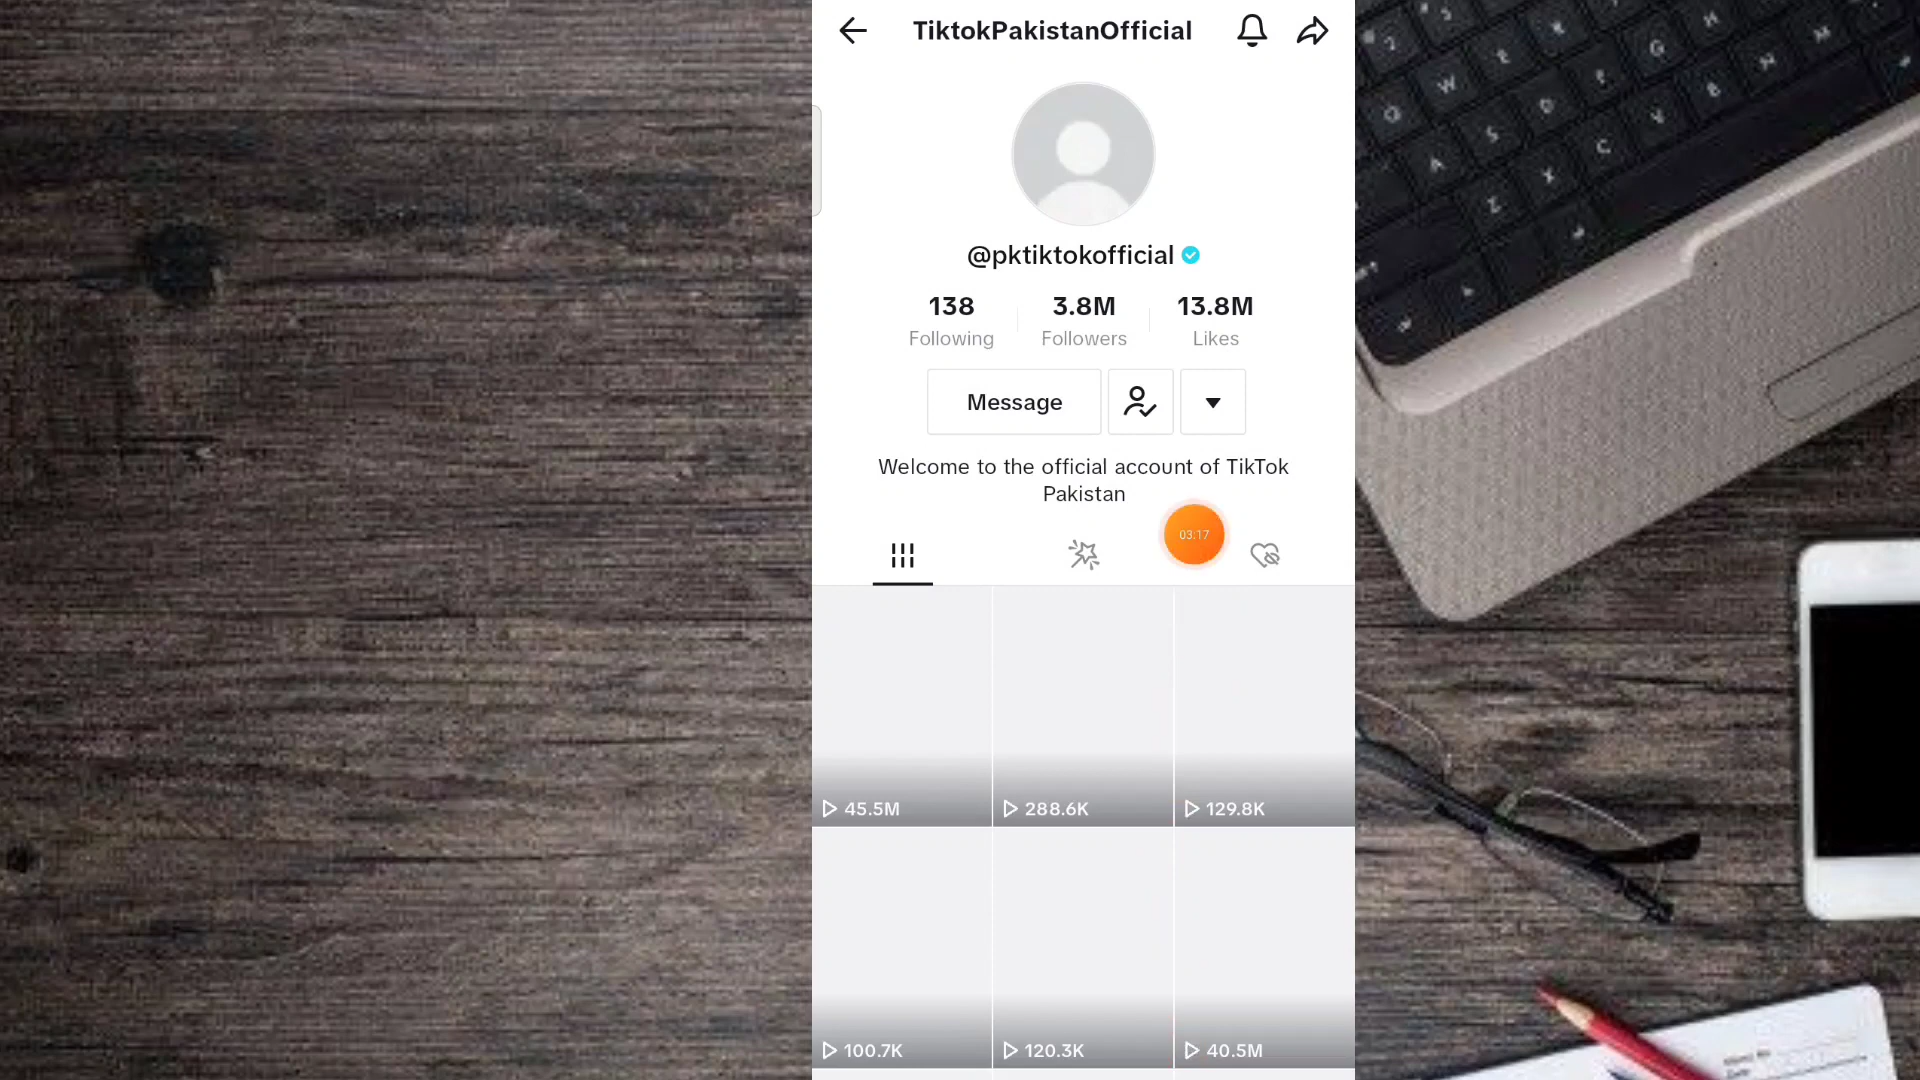 TiktokPakistanOfficial
@pktiktokofficial
138 3.8M 13.8M
Following Followers Likes
Message
Welcome to the official account of TikTok
Pakistan
03:17
45.5M 288.6K 129.8K
100.7K 120.3K 40.5M